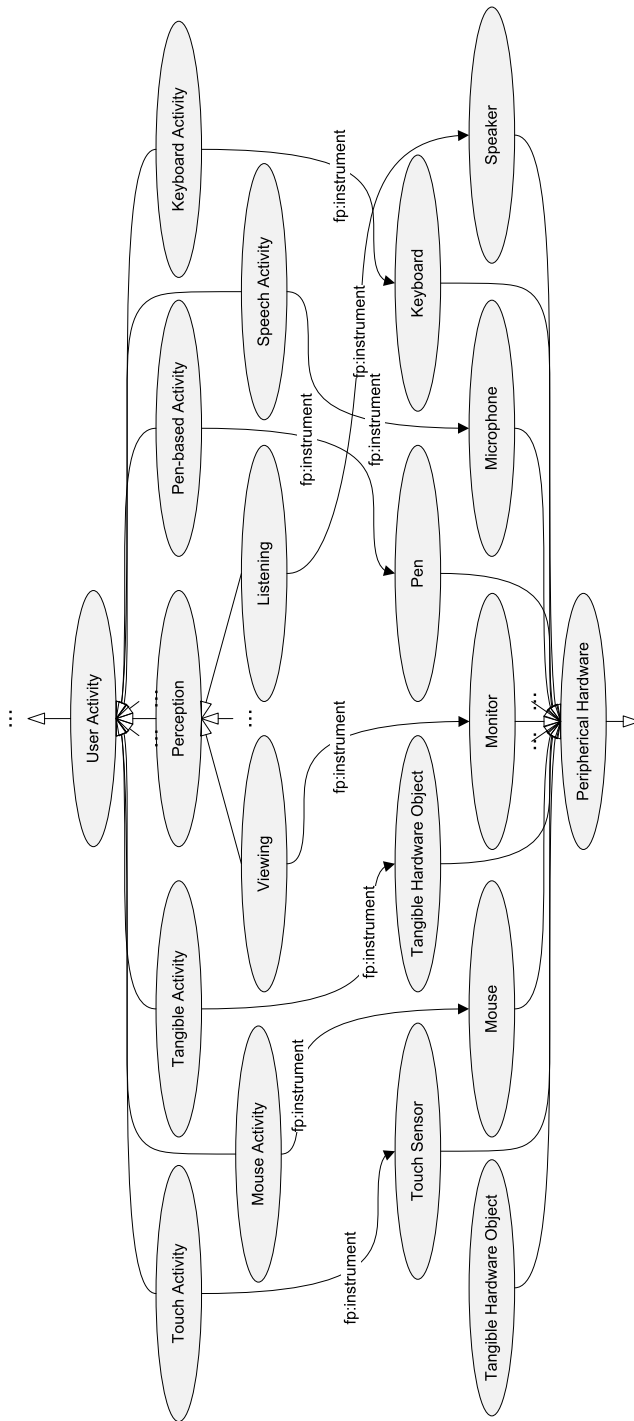 ...
User Activity
Touch Activity
Tangible Activity
...
Perception
...
Pen-based Activity
Keyboard Activity
Mouse Activity
Viewing
...
Listening
Speech Activity
fp:instrument
fp:instrument
fp:instrument
fp:instrument
fp:instrument
fp:instrument
fp:instrument
fp:instrument
Touch Sensor
Tangible Hardware Object
Pen
Keyboard
Tangible Hardware Object
Mouse
Monitor
Microphone
Speaker
...
...
Peripherical Hardware